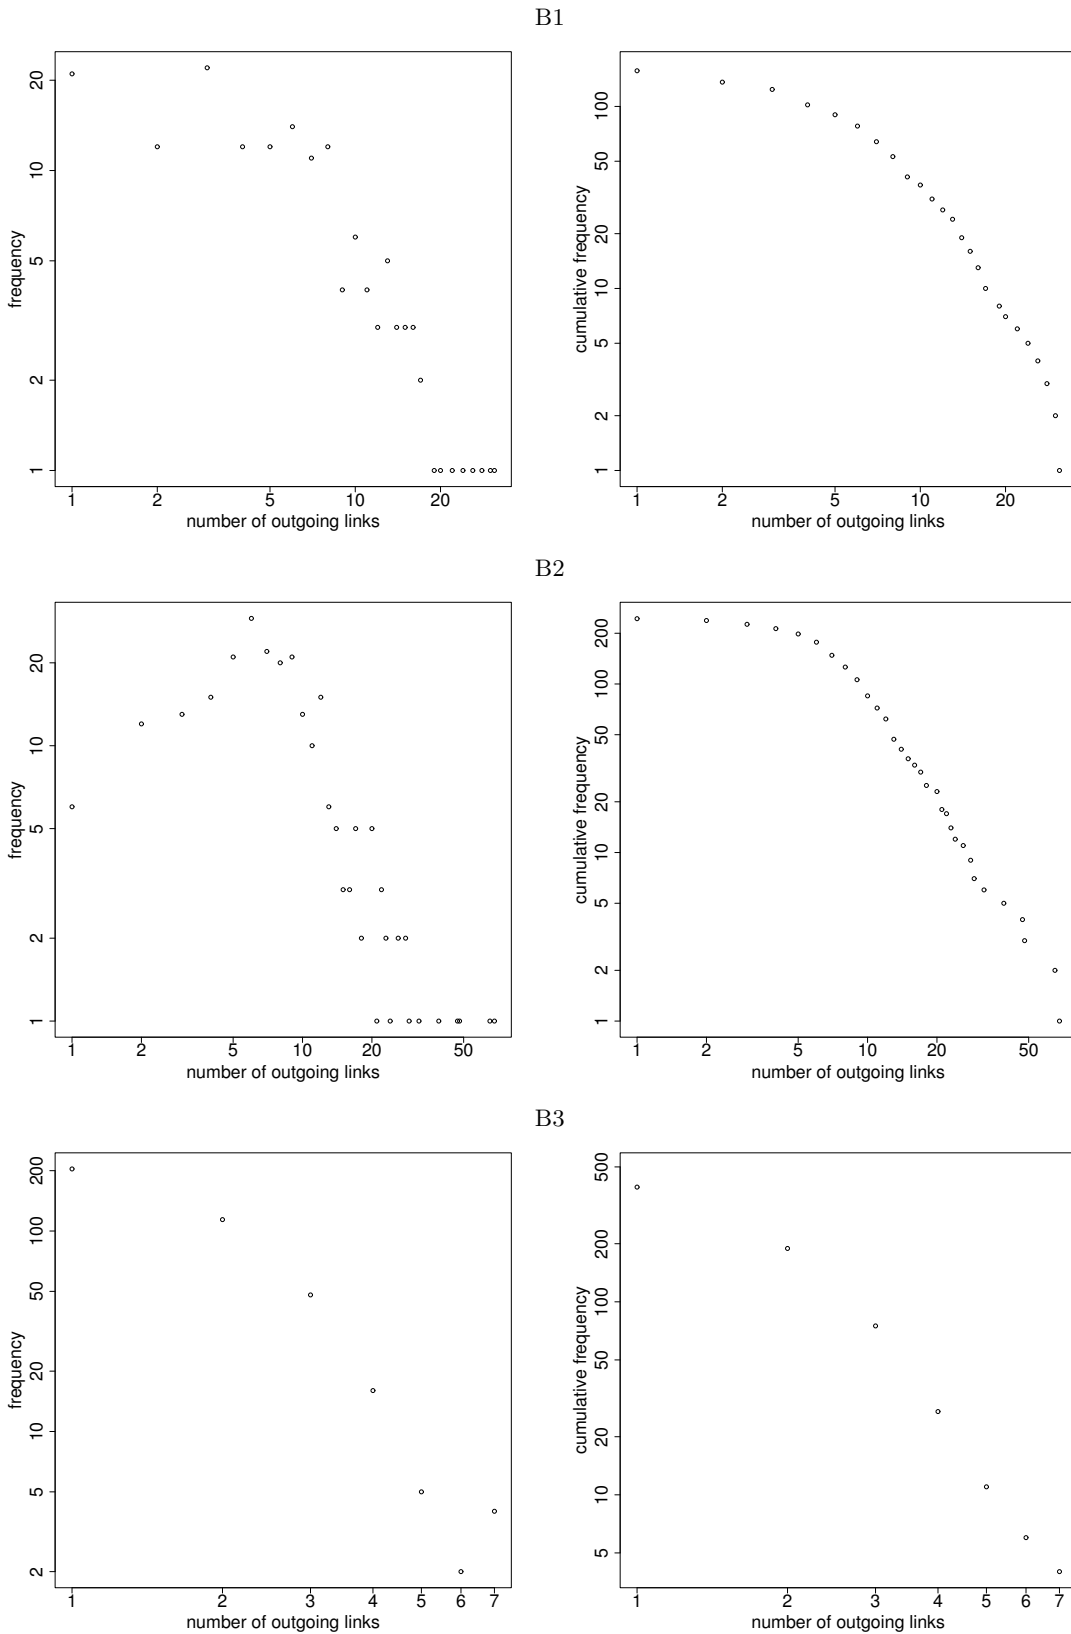 B1
frequency
1 2 5 10 20
1 2 5 10 20
number of outgoing links
cumulative frequency
1 2 5 10 20 50 100
1 2 5 10 20
number of outgoing links
B2
frequency
1 2 5 10 20
1 2 5 10 20 50
number of outgoing links
cumulative frequency
1 2 5 10 20 50 100 200
1 2 5 10 20 50
number of outgoing links
B3
frequency
2 5 10 20 50 100 200
1 2 3 4 5 6 7
number of outgoing links
cumulative frequency
5 10 20 50 100 200 500
1 2 3 4 5 6 7
number of outgoing links